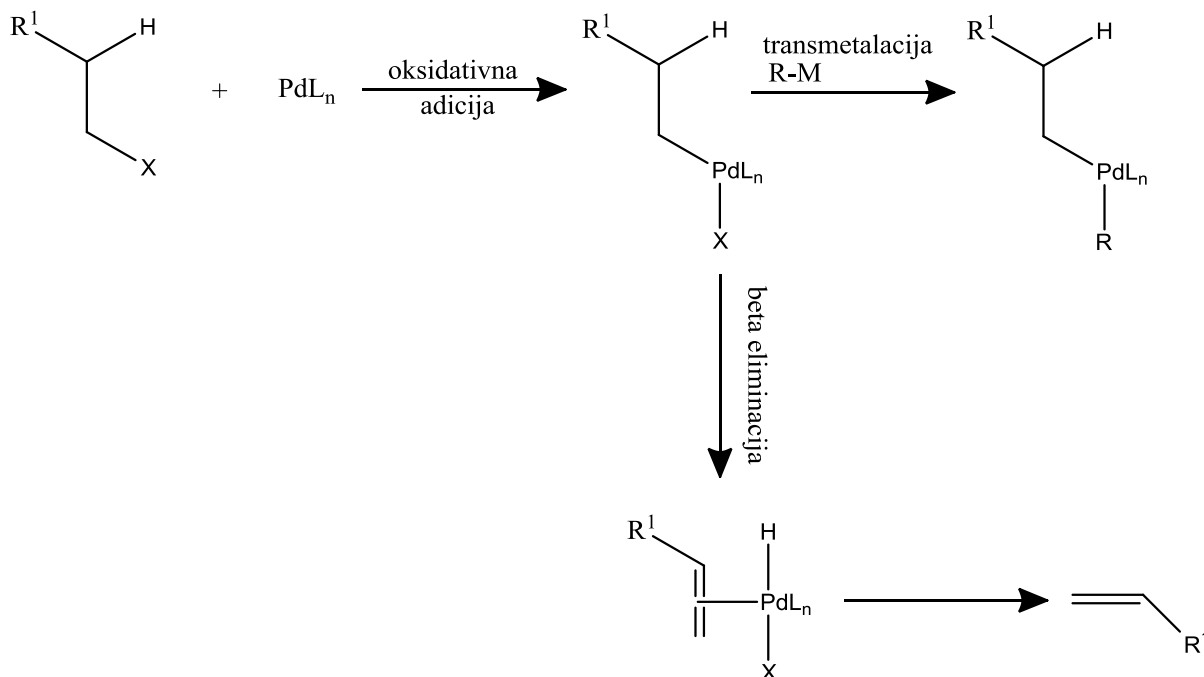 R¹ H
X
+
PdLₙ
oksidativna
adicija
R¹ H
PdLₙ
X
transmetalacija
R-M
R¹ H
PdLₙ
R
beta eliminacija
R¹
H
PdLₙ
X
R¹